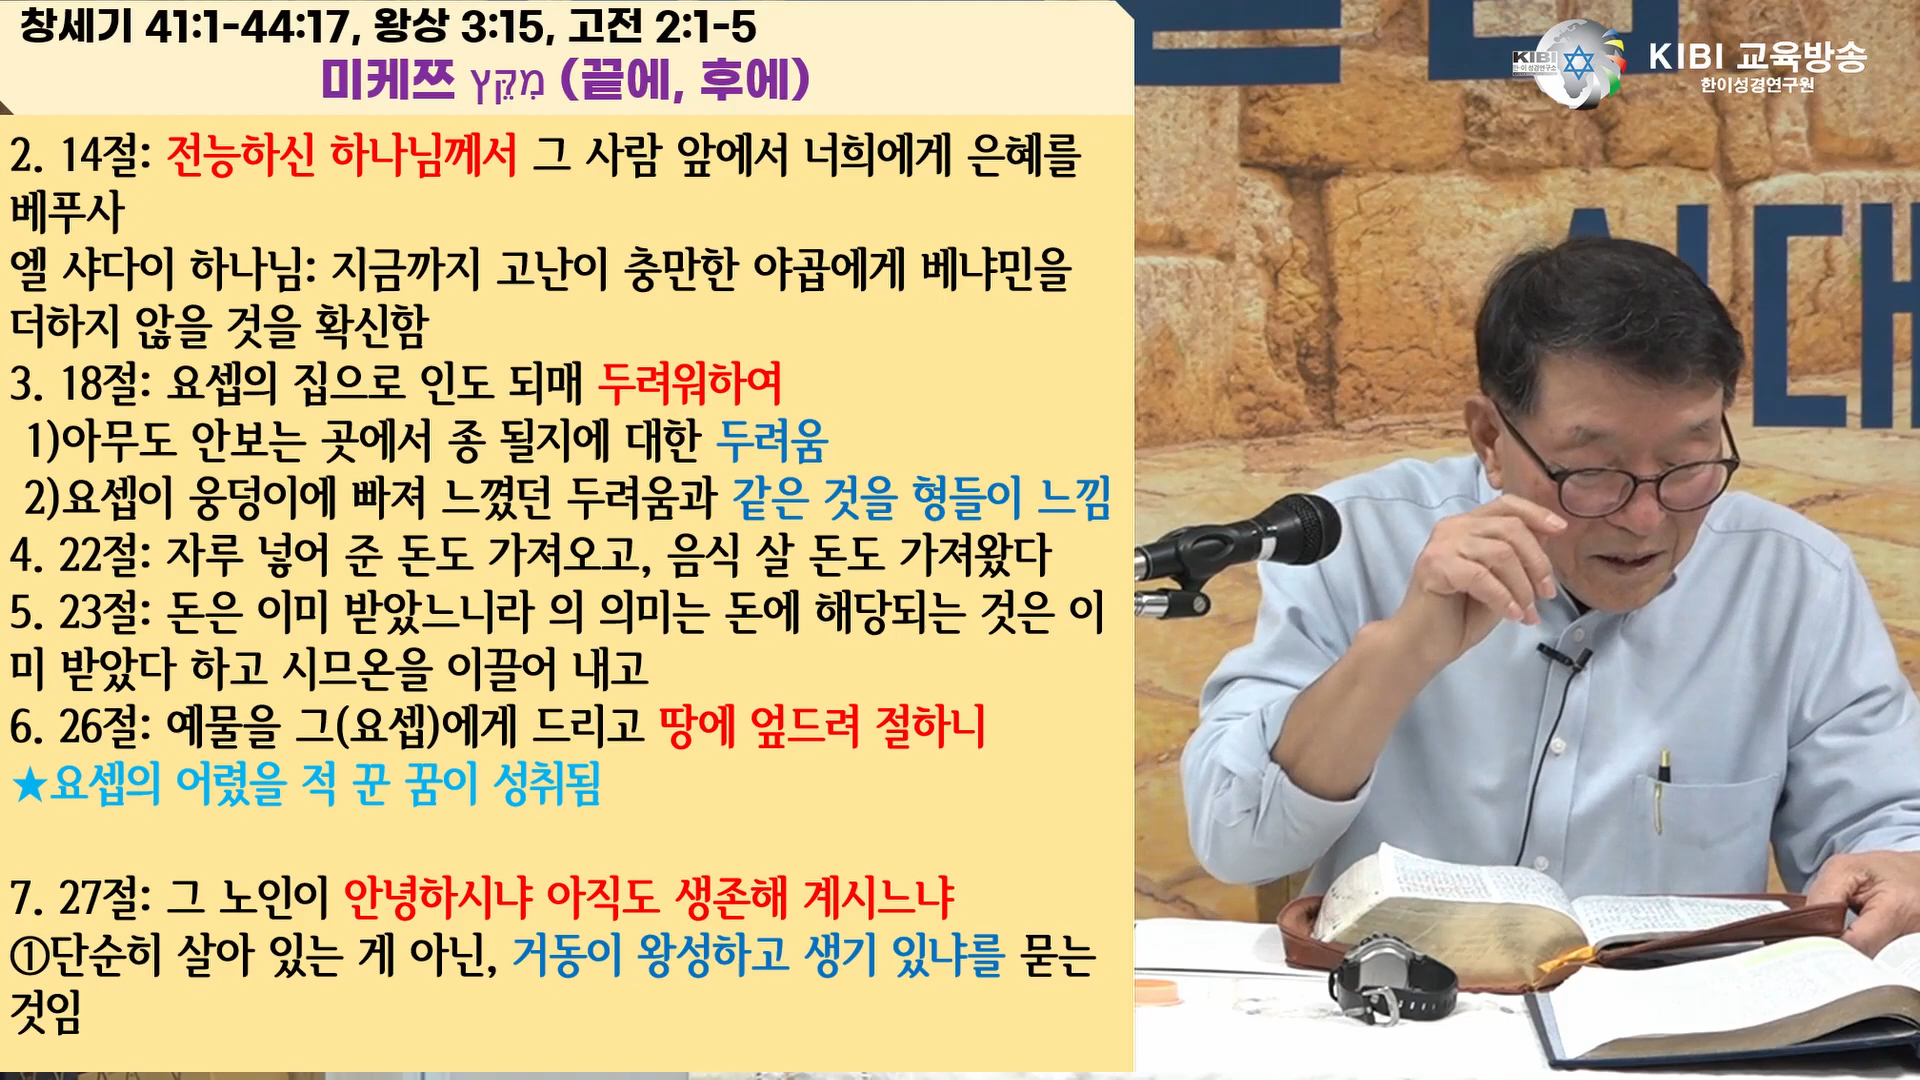 창세기 41:1-44:17, 왕상 3:15, 고전 2:1-5
미케쯔 מִקֵּץ (끝에, 후에)
KIBI 교육방송
한이성경연구원
KIBI
2. 14절: 전능하신 하나님께서 그 사람 앞에서 너희에게 은혜를
베푸사
엘 샤다이 하나님: 지금까지 고난이 충만한 야곱에게 베냐민을
더하지 않을 것을 확신함
3. 18절: 요셉의 집으로 인도 되매 두려워하여
1)아무도 안보는 곳에서 종 될지에 대한 두려움
2)요셉이 웅덩이에 빠져 느꼈던 두려움과 같은 것을 형들이 느낌
4. 22절: 자루 넣어 준 돈도 가져오고, 음식 살 돈도 가져왔다
5. 23절: 돈은 이미 받았느니라 의 의미는 돈에 해당되는 것은 이
미 받았다 하고 시므온을 이끌어 내고
6. 26절: 예물을 그(요셉)에게 드리고 땅에 엎드려 절하니
★요셉의 어렸을 적 꾼 꿈이 성취됨
7. 27절: 그 노인이 안녕하시냐 아직도 생존해 계시느냐
①단순히 살아 있는 게 아닌, 거동이 왕성하고 생기 있냐를 묻는
것임